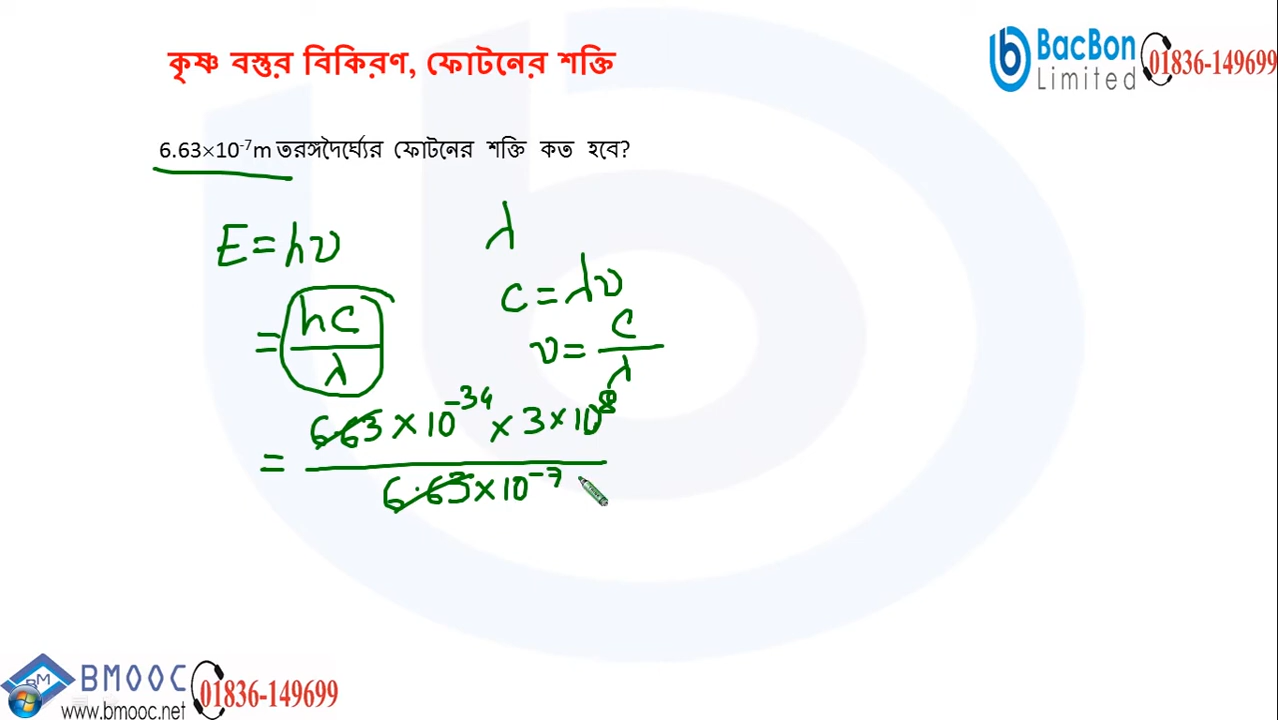 BacBon
Limited
01836-149699
কৃষ্ণ বস্তুর বিকিরণ, ফোটনের শক্তি
6.63×10⁻⁷m তরঙ্গদৈর্ঘ্যের ফোটনের শক্তি কত হবে?
E = hν
λ
= hc/λ
c = λν
ν = c/λ
= 6.63 × 10⁻³⁴ × 3 × 10⁸
6.63 × 10⁻⁷
BM
BMOOC
01836-149699
www.bmooc.net